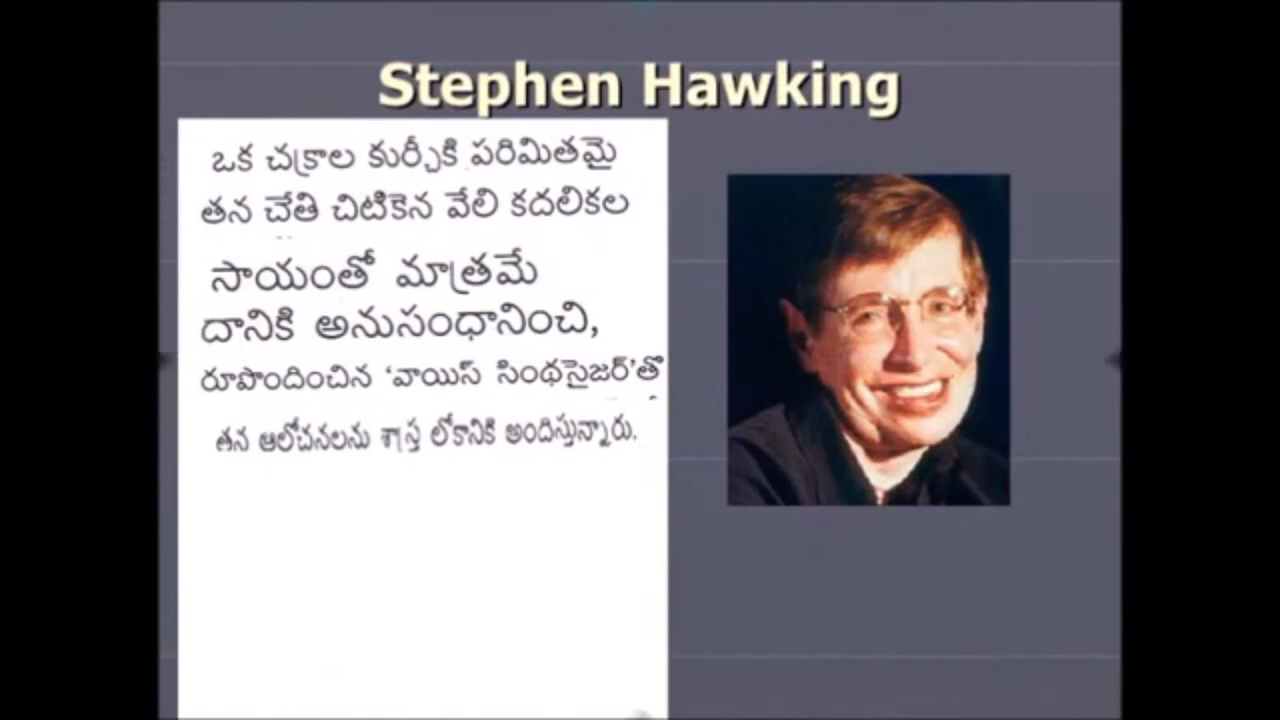 Stephen Hawking
ఒక చక్రాల కుర్చీకి పరిమితమై
తన చేతి చిటికెన వేలి కదలికల
సాయంతో మాత్రమే
దానికి అనుసంధానించి,
రూపొందించిన ‘వాయిస్ సింథసైజర్’తో
తన ఆలోచనలను శాస్త్ర లోకానికి అందిస్తున్నారు.